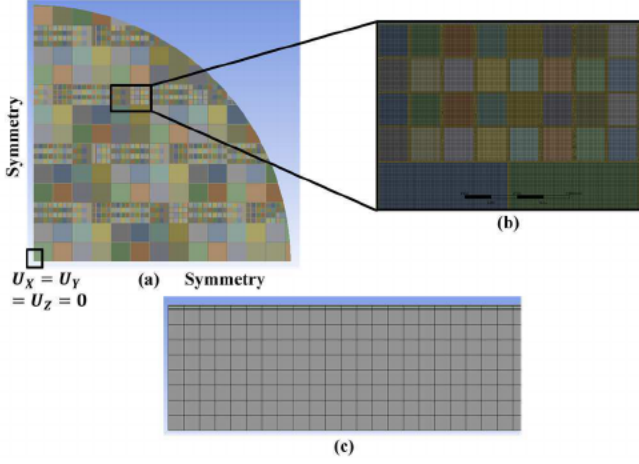 Symmetry
(b)
U_X = U_Y
= U_Z = 0
(a) Symmetry
(c)